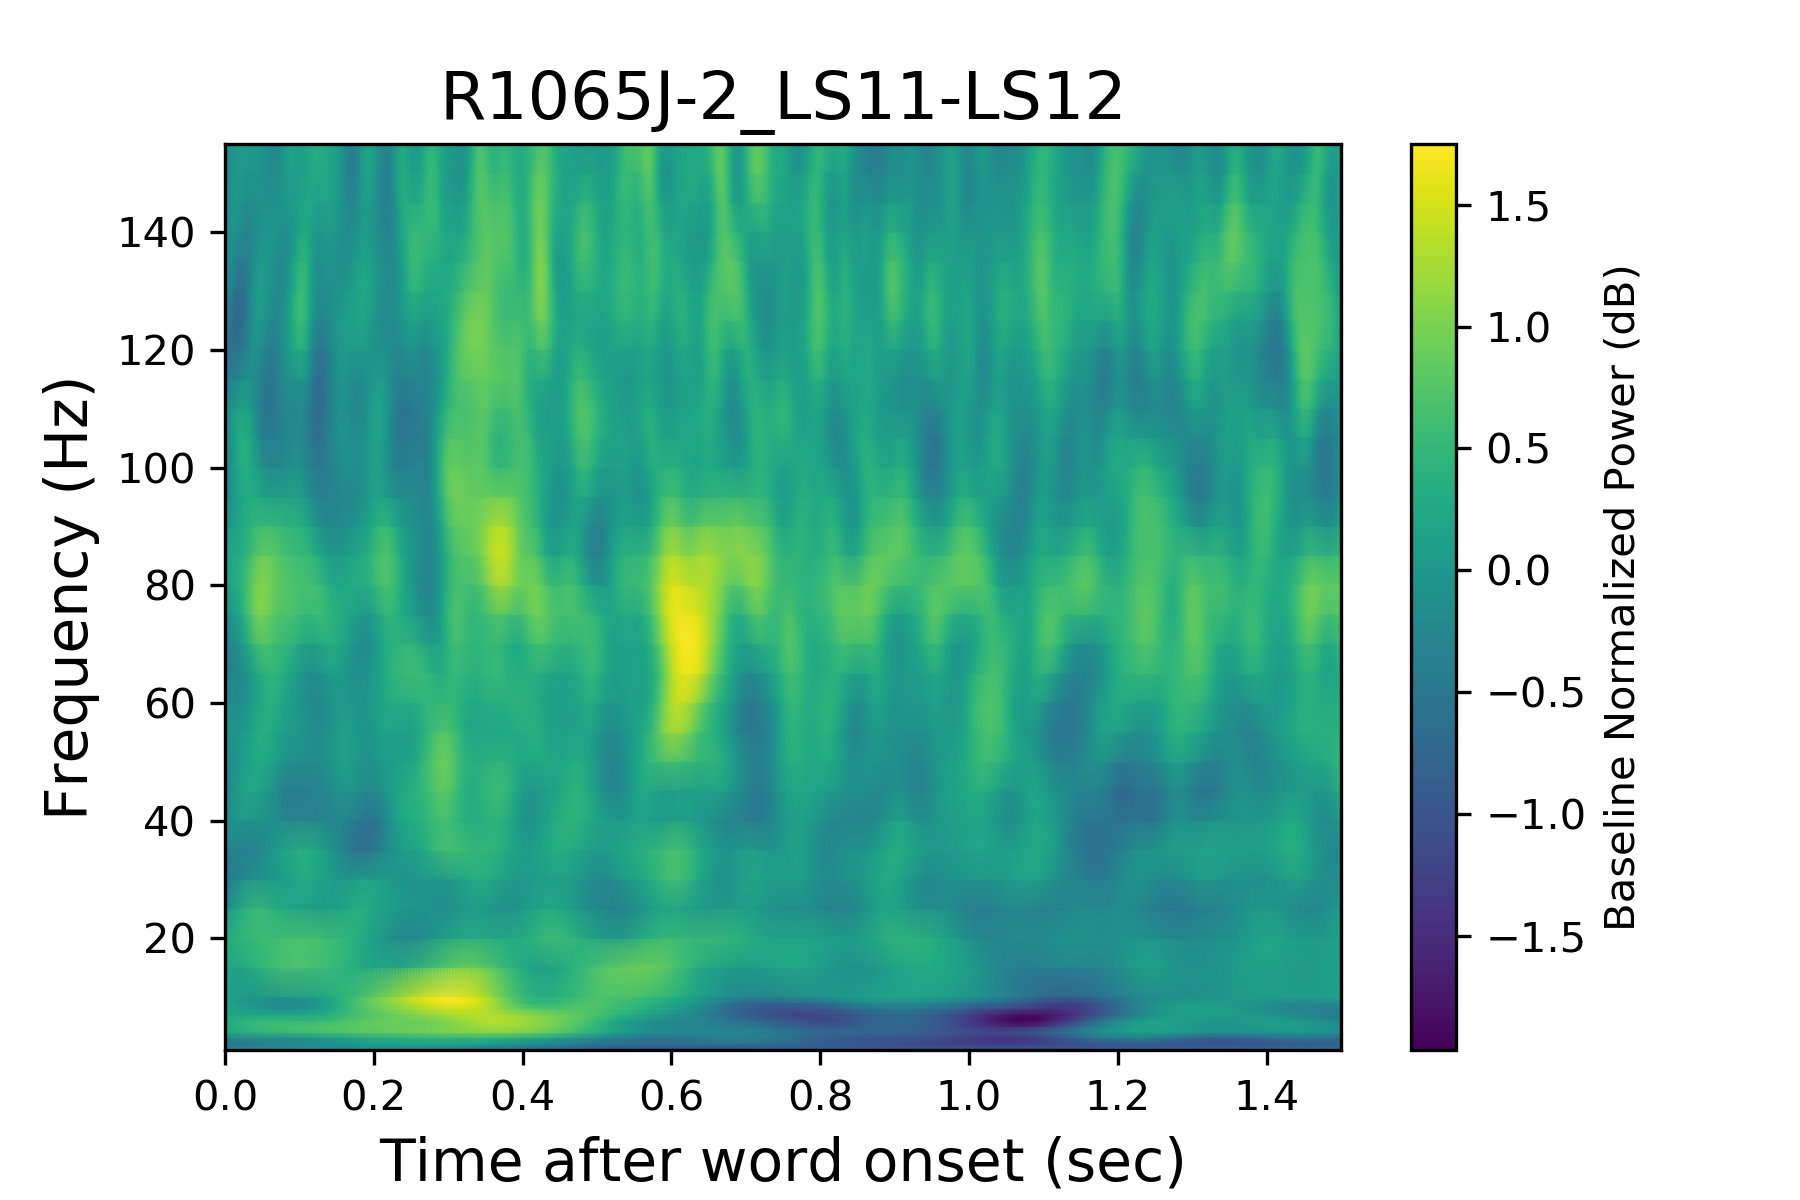 R1065J-2_LS11-LS12
Frequency (Hz)
140
120
100
80
60
40
20
0.0 0.2 0.4 0.6 0.8 1.0 1.2 1.4
Time after word onset (sec)
1.5
1.0
0.5
0.0
−0.5
−1.0
−1.5
Baseline Normalized Power (dB)